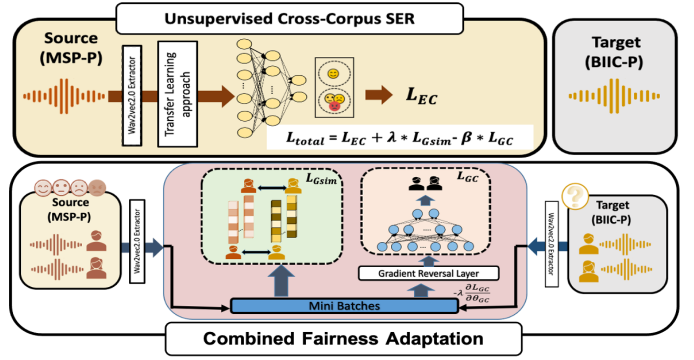 Unsupervised Cross-Corpus SER
Source
(MSP-P)
Wav2vec2.0 Extractor
Transfer Learning
approach
L_EC
L_total = L_EC + λ * L_Gsim- β * L_GC
Target
(BIIC-P)
Source
(MSP-P)
Wav2vec2.0 Extractor
L_Gsim
L_GC
Gradient Reversal Layer
-λ ∂L_GC/∂θ_GC
Mini Batches
?
Target
(BIIC-P)
Wav2vec2.0 Extractor
Combined Fairness Adaptation